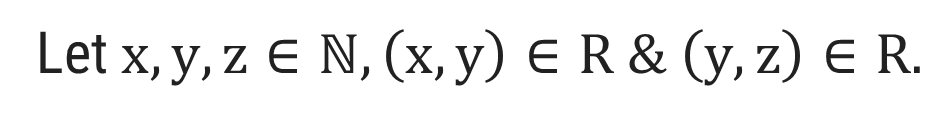 Let x, y, z ∈ ℕ, (x, y) ∈ R & (y, z) ∈ R.